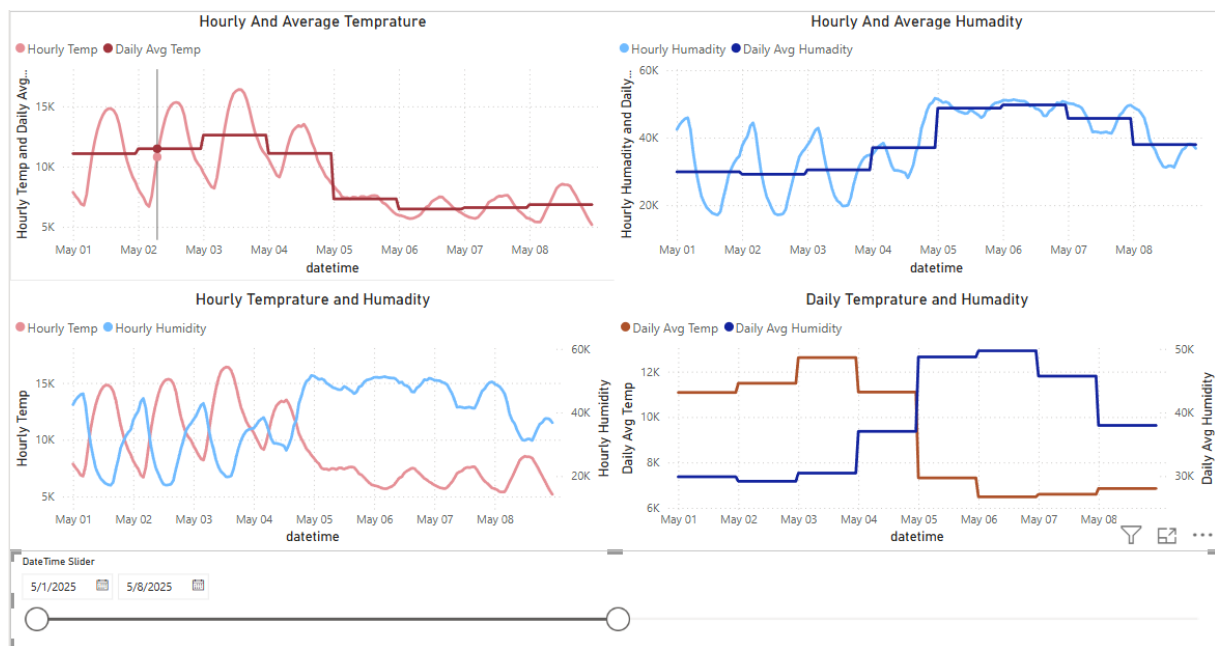 Hourly And Average Temprature
Hourly Temp Daily Avg Temp
Hourly Temp and Daily Avg...
15K
10K
5K
May 01 May 02 May 03 May 04 May 05 May 06 May 07 May 08
datetime
Hourly And Average Humadity
Hourly Humadity Daily Avg Humadity
Hourly Humadity and Daily...
60K
40K
20K
May 01 May 02 May 03 May 04 May 05 May 06 May 07 May 08
datetime
Hourly Temprature and Humadity
Hourly Temp Hourly Humidity
Hourly Temp
15K
10K
5K
60K
40K
20K
Hourly Humidity
May 01 May 02 May 03 May 04 May 05 May 06 May 07 May 08
datetime
Daily Temprature and Humadity
Daily Avg Temp Daily Avg Humadity
Daily Avg Temp
12K
10K
8K
6K
50K
40K
30K
Daily Avg Humadity
May 01 May 02 May 03 May 04 May 05 May 06 May 07 May 08
datetime
DateTime Slider
5/1/2025 5/8/2025